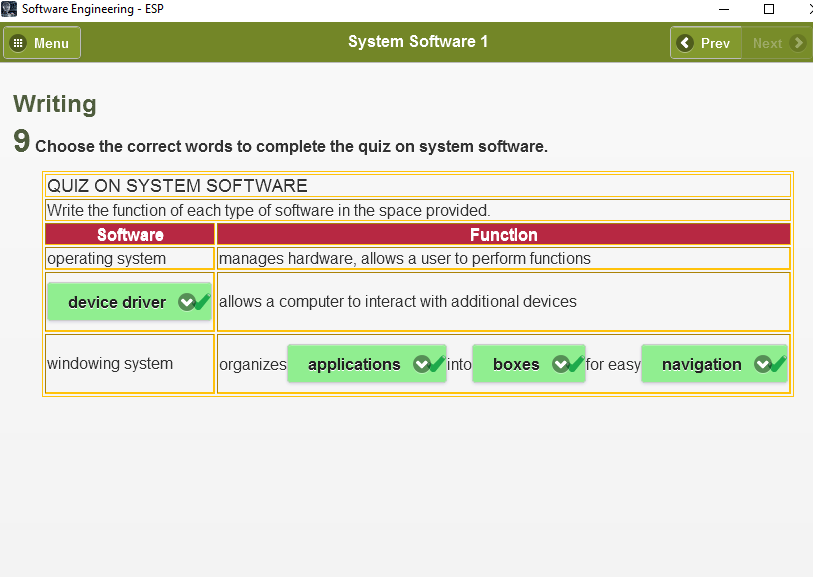 Software Engineering - ESP
Menu
System Software 1
Prev
Next
Writing
9 Choose the correct words to complete the quiz on system software.
QUIZ ON SYSTEM SOFTWARE
Write the function of each type of software in the space provided.
Software Function
operating system manages hardware, allows a user to perform functions
device driver allows a computer to interact with additional devices
windowing system organizes applications into boxes for easy navigation